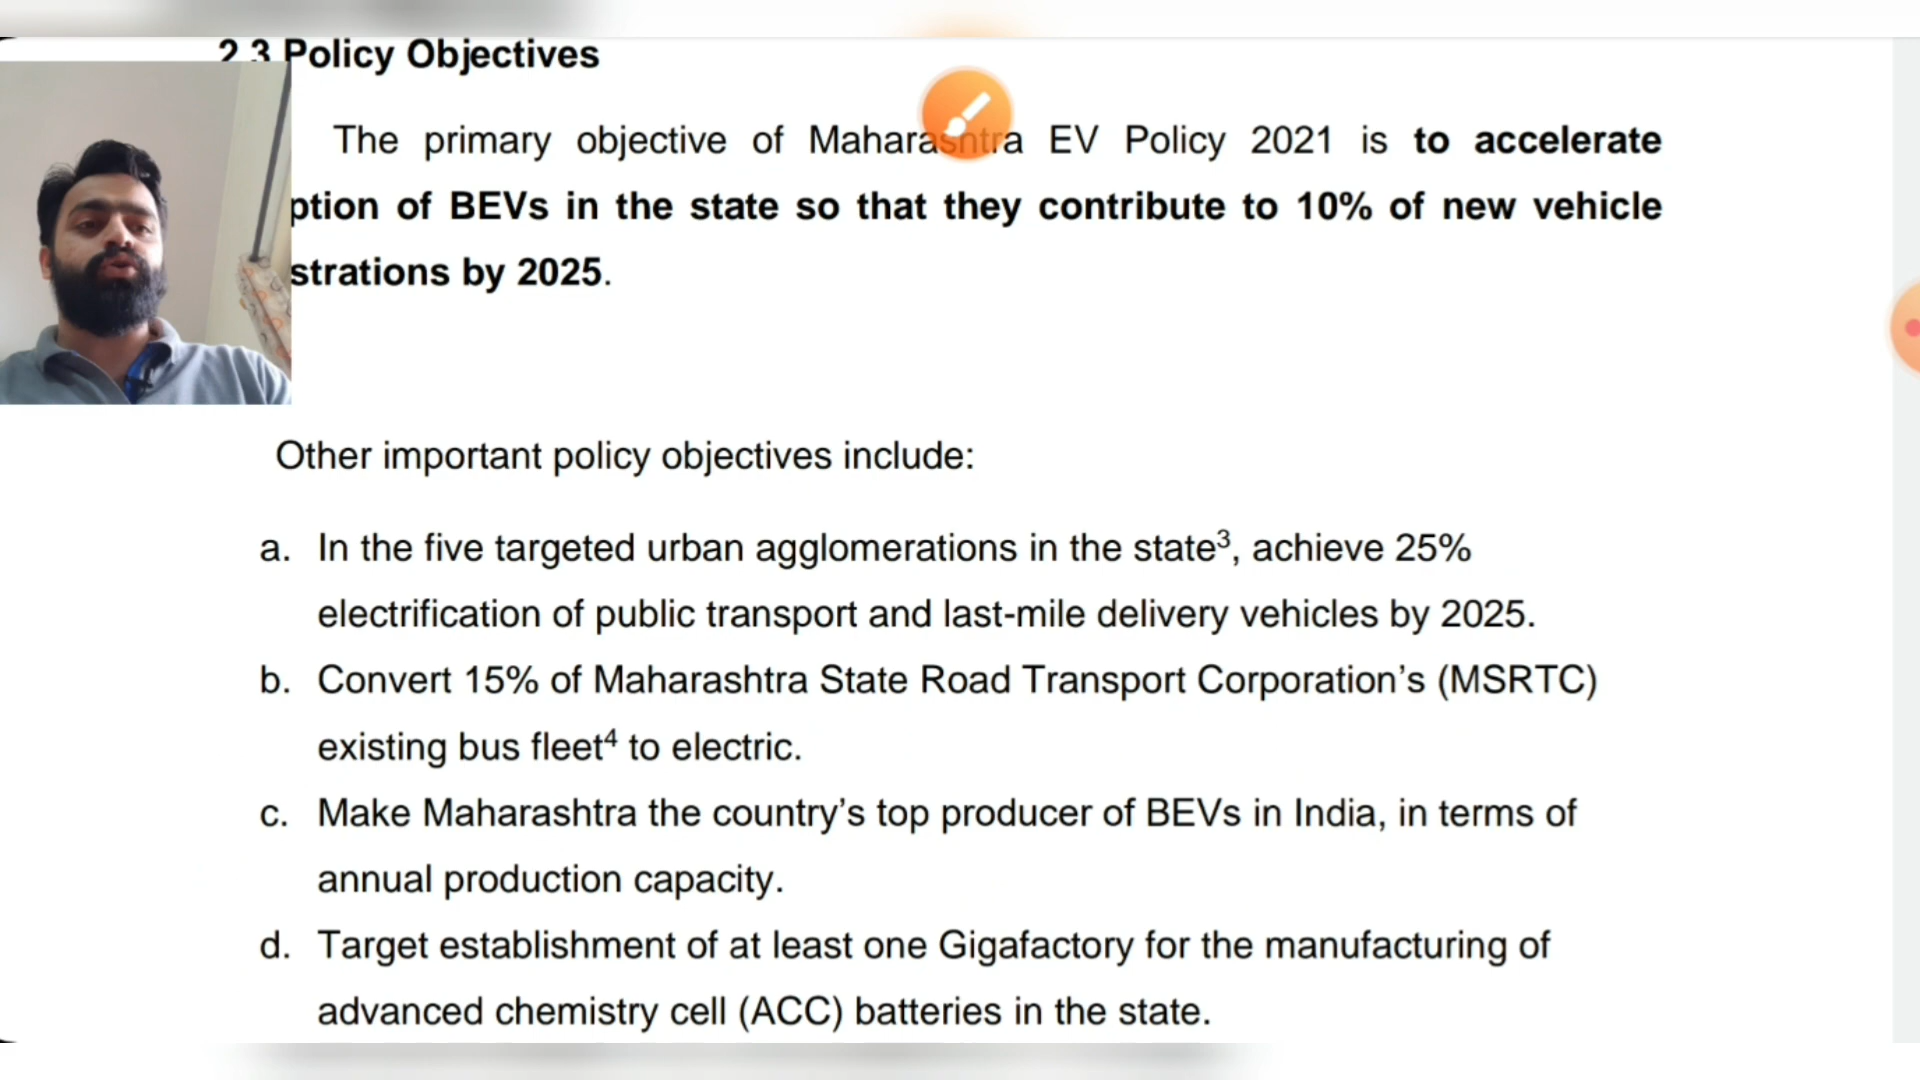 2.3 Policy Objectives
The primary objective of Maharashtra EV Policy 2021 is to accelerate
ption of BEVs in the state so that they contribute to 10% of new vehicle
strations by 2025.
Other important policy objectives include:
a. In the five targeted urban agglomerations in the state³, achieve 25%
electrification of public transport and last-mile delivery vehicles by 2025.
b. Convert 15% of Maharashtra State Road Transport Corporation’s (MSRTC)
existing bus fleet⁴ to electric.
c. Make Maharashtra the country’s top producer of BEVs in India, in terms of
annual production capacity.
d. Target establishment of at least one Gigafactory for the manufacturing of
advanced chemistry cell (ACC) batteries in the state.